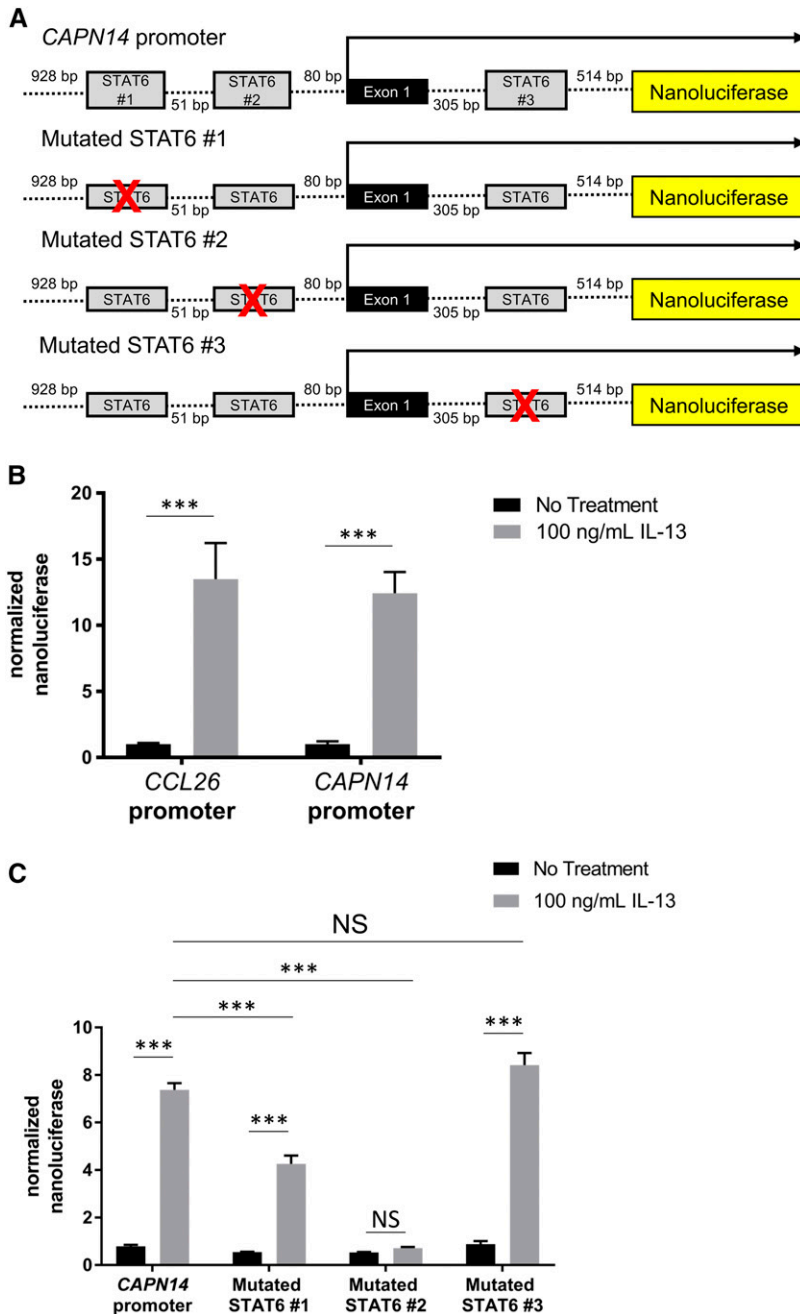 A
CAPN14 promoter
928 bp
STAT6 #1
51 bp
STAT6 #2
80 bp
Exon 1
305 bp
STAT6 #3
514 bp
Nanoluciferase
Mutated STAT6 #1
928 bp
STAT6
X
51 bp
STAT6
80 bp
Exon 1
305 bp
STAT6
514 bp
Nanoluciferase
Mutated STAT6 #2
928 bp
STAT6
51 bp
STAT6
X
80 bp
Exon 1
305 bp
STAT6
514 bp
Nanoluciferase
Mutated STAT6 #3
928 bp
STAT6
51 bp
STAT6
80 bp
Exon 1
305 bp
STAT6
X
514 bp
Nanoluciferase
B
normalized
nanoluciferase
20
15
10
5
0
***
***
No Treatment
100 ng/mL IL-13
CCL26
promoter
CAPN14
promoter
C
No Treatment
100 ng/mL IL-13
NS
***
***
normalized
nanoluciferase
10
8
6
4
2
0
***
***
NS
***
CAPN14
promoter
Mutated
STAT6 #1
Mutated
STAT6 #2
Mutated
STAT6 #3